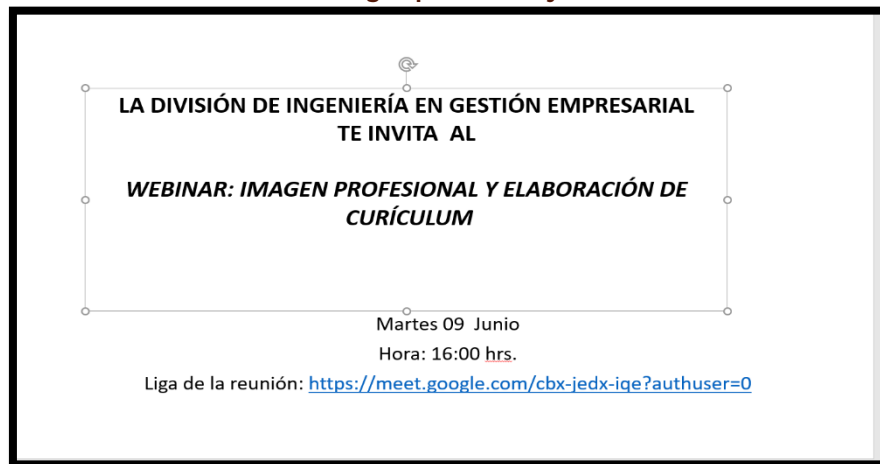 LA DIVISIÓN DE INGENIERÍA EN GESTIÓN EMPRESARIAL
TE INVITA AL
WEBINAR: IMAGEN PROFESIONAL Y ELABORACIÓN DE
CURÍCULUM
Martes 09 Junio
Hora: 16:00 hrs.
Liga de la reunión: https://meet.google.com/cbx-jedx-iqe?authuser=0